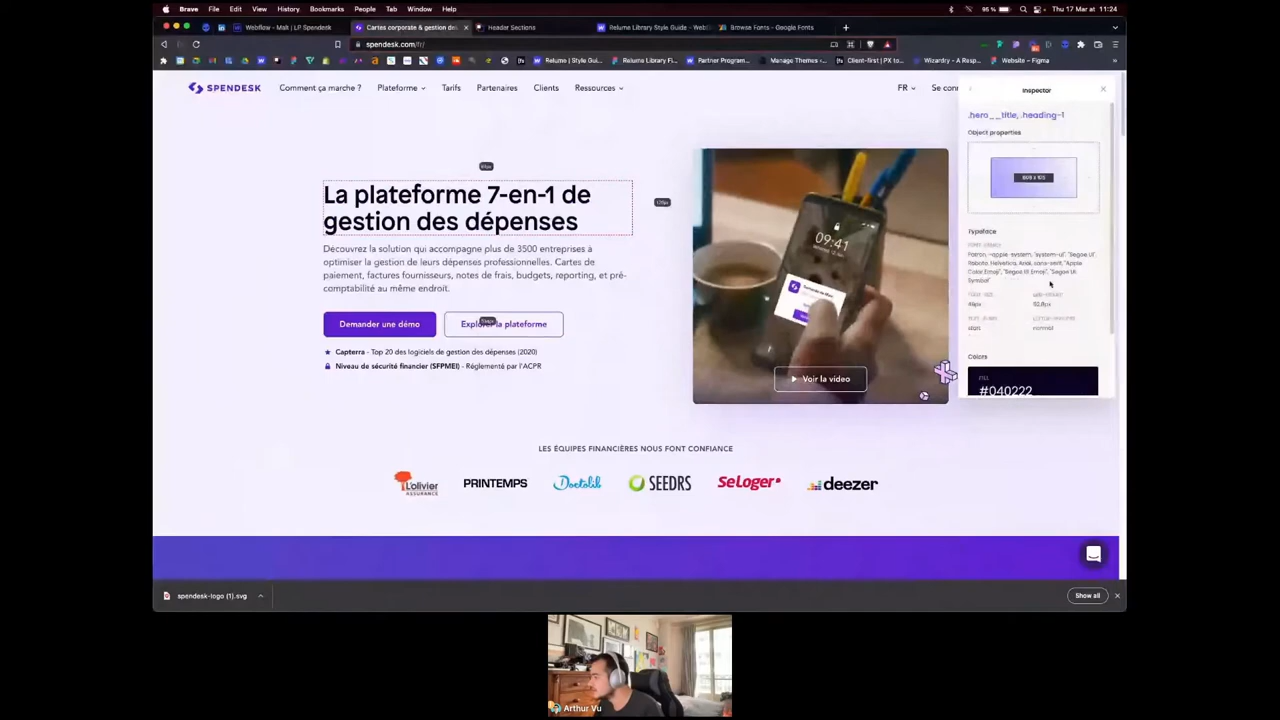 Brave File Edit View History Bookmarks People Tab Window Help
Thu 17 Mar at 11:24
Webflow - Malt | LP Spendesk
Cartes corporate & gestion des
Header Sections
Relume Library Style Guide - Web
Browse Fonts - Google Fonts
spendesk.com/fr/
Relume | Style Gui...
Relume Library Fi...
Partner Program...
Manage Themes -...
Client-first | PX to...
Wizardry - A Resp...
Website – Figma
SPENDESK
Comment ça marche ?
Plateforme
Tarifs
Partenaires
Clients
Ressources
FR
Se conn
La plateforme 7-en-1 de
gestion des dépenses
Découvrez la solution qui accompagne plus de 3500 entreprises à
optimiser la gestion de leurs dépenses professionnelles. Cartes de
paiement, factures fournisseurs, notes de frais, budgets, reporting, et pré-
comptabilité au même endroit.
Demander une démo
Explorer la plateforme
Capterra - Top 20 des logiciels de gestion des dépenses (2020)
Niveau de sécurité financier (SFPMEI) - Réglementé par l'ACPR
09:41
Voir la video
Inspector
.hero__title, .heading-1
Object properties
Typeface
start
normal
Colors
#040222
LES ÉQUIPES FINANCIÈRES NOUS FONT CONFIANCE
L'olivier
ASSURANCE
PRINTEMPS
Doctolib
SEEDRS
SeLoger
deezer
spendesk-logo (1).svg
Show all
Arthur Vu